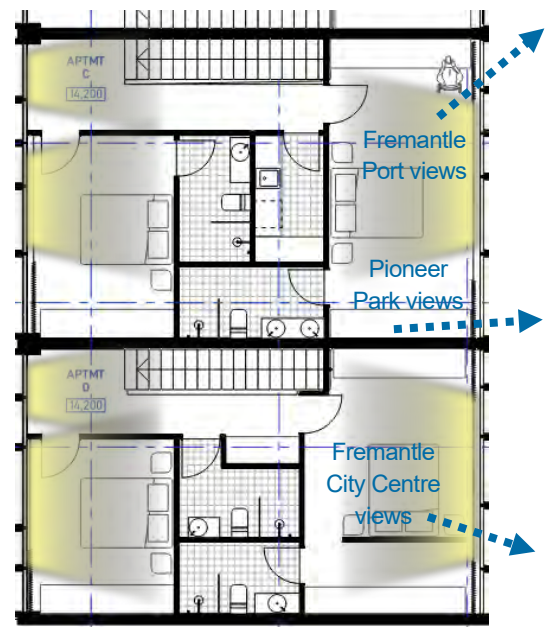 APTMT
C
14,200
Fremantle
Port views
Pioneer
Park views
APTMT
D
14,200
Fremantle
City Centre
views